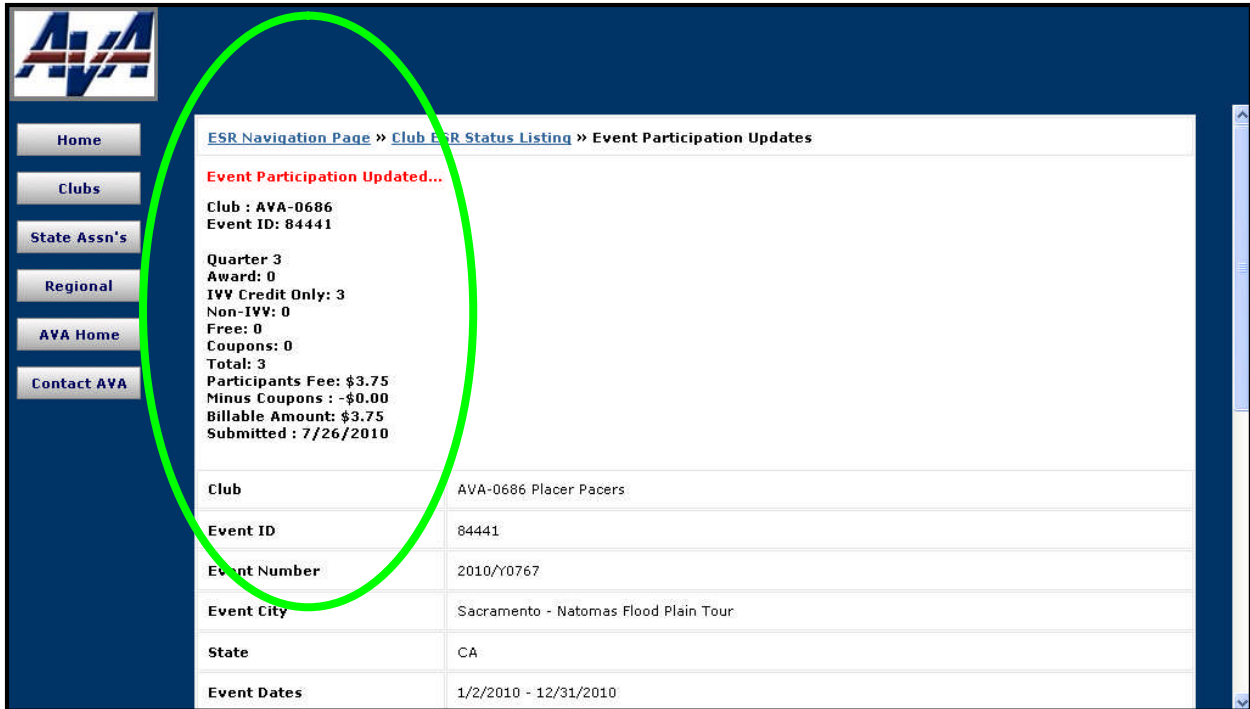 AVA
Home
Clubs
State Assn's
Regional
AVA Home
Contact AVA
ESR Navigation Page » Club ESR Status Listing » Event Participation Updates
Event Participation Updated...
Club : AVA-0686
Event ID: 84441
Quarter 3
Award: 0
IVV Credit Only: 3
Non-IVV: 0
Free: 0
Coupons: 0
Total: 3
Participants Fee: $3.75
Minus Coupons : -$0.00
Billable Amount: $3.75
Submitted : 7/26/2010
Club AVA-0686 Placer Pacers
Event ID 84441
Event Number 2010/Y0767
Event City Sacramento - Natomas Flood Plain Tour
State CA
Event Dates 1/2/2010 - 12/31/2010